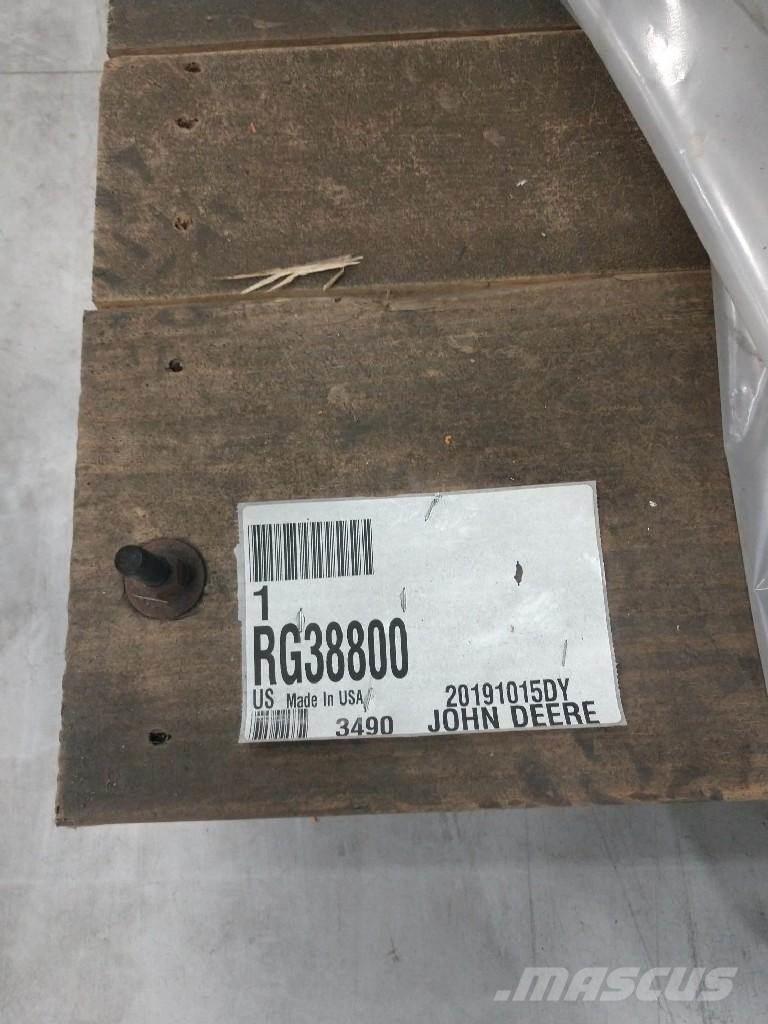 1
RG38800
US Made In USA 20191015DY
3490 JOHN DEERE
MASCUS